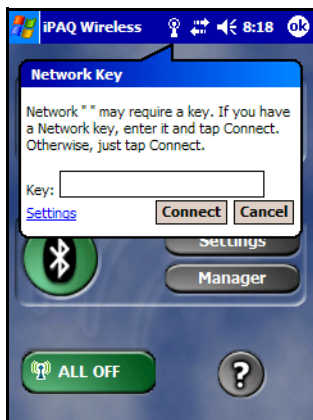 iPAQ Wireless 8:18 ok
Network Key
Network " " may require a key. If you have
a Network key, enter it and tap Connect.
Otherwise, just tap Connect.
Key:
Settings Connect Cancel
Settings
Manager
ALL OFF ?